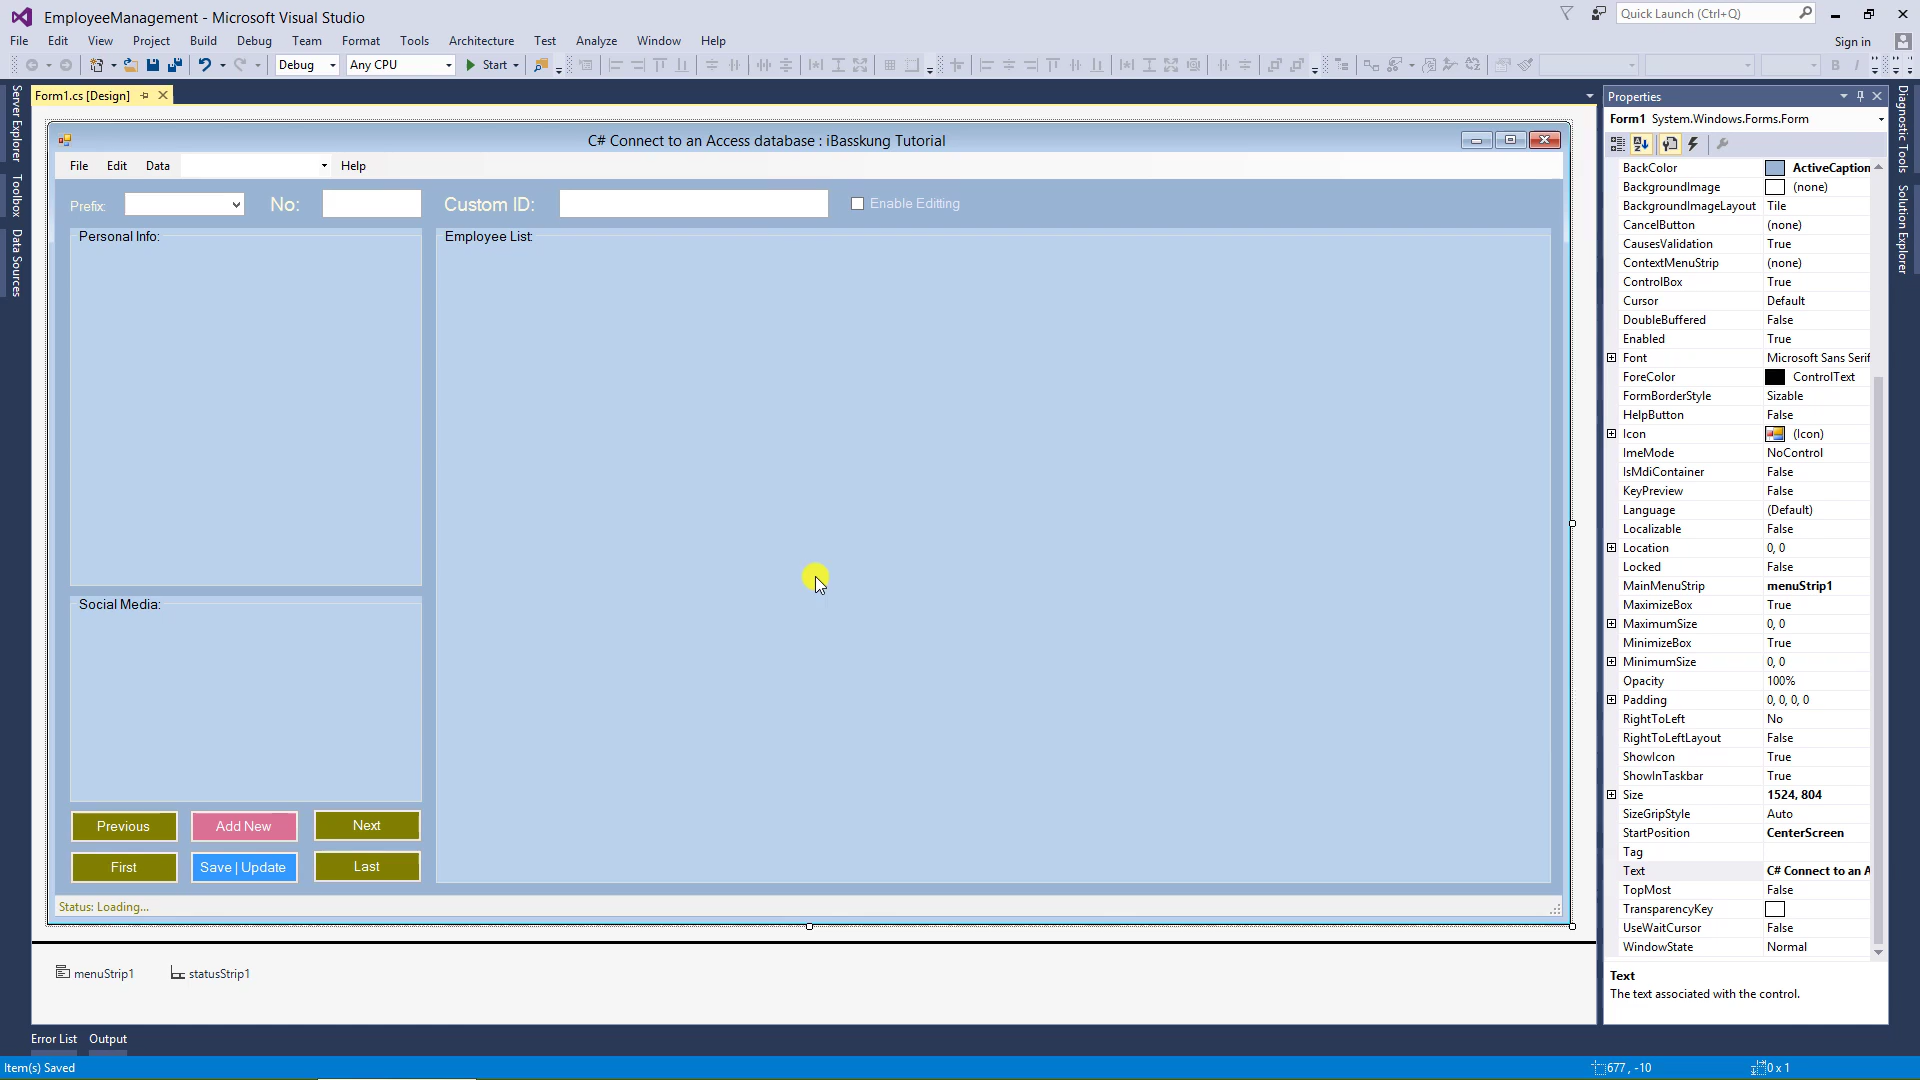 EmployeeManagement - Microsoft Visual Studio
Quick Launch (Ctrl+Q)
File Edit View Project Build Debug Team Format Tools Architecture Test Analyze Window Help
Sign in
Debug Any CPU Start
B I
Form1.cs [Design]
Server Explorer
Toolbox
Data Sources
C# Connect to an Access database : iBasskung Tutorial
File Edit Data Help
Prefix: No: Custom ID: Enable Editing
Personal Info:
Employee List:
Social Media:
Previous Add New Next
First Save | Update Last
Status: Loading...
menuStrip1 statusStrip1
Properties
Form1 System.Windows.Forms.Form
BackColor ActiveCaption
BackgroundImage (none)
BackgroundImageLayout Tile
CancelButton (none)
CausesValidation True
ContextMenuStrip (none)
ControlBox True
Cursor Default
DoubleBuffered False
Enabled True
Font Microsoft Sans Serif
ForeColor ControlText
FormBorderStyle Sizable
HelpButton False
Icon (Icon)
ImeMode NoControl
IsMdiContainer False
KeyPreview False
Language (Default)
Localizable False
Location 0, 0
Locked False
MainMenuStrip menuStrip1
MaximizeBox True
MaximumSize 0, 0
MinimizeBox True
MinimumSize 0, 0
Opacity 100%
Padding 0, 0, 0, 0
RightToLeft No
RightToLeftLayout False
ShowIcon True
ShowInTaskbar True
Size 1524, 804
SizeGripStyle Auto
StartPosition CenterScreen
Tag
Text C# Connect to an A
TopMost False
TransparencyKey
UseWaitCursor False
WindowState Normal
Text
The text associated with the control.
Diagnostic Tools
Solution Explorer
Error List Output
Item(s) Saved
677 , -10
0 x 1